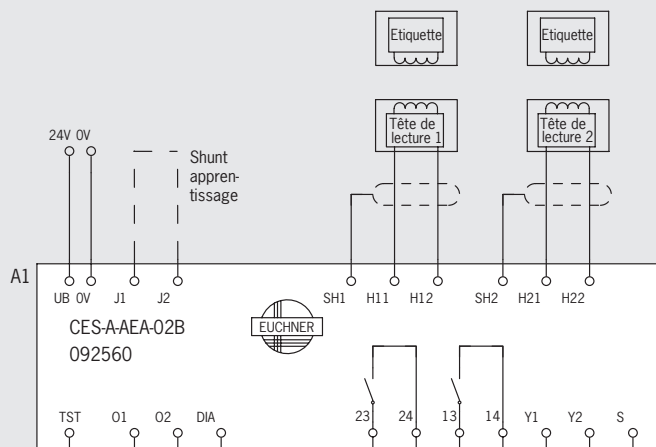 Etiquette Etiquette
24V 0V
Shunt
appren-
tissage
Tête de
lecture 1
Tête de
lecture 2
A1
UB 0V J1 J2 SH1 H11 H12 SH2 H21 H22
CES-A-AEA-02B
092560
EUCHNER
TST O1 O2 DIA 23 24 13 14 Y1 Y2 S